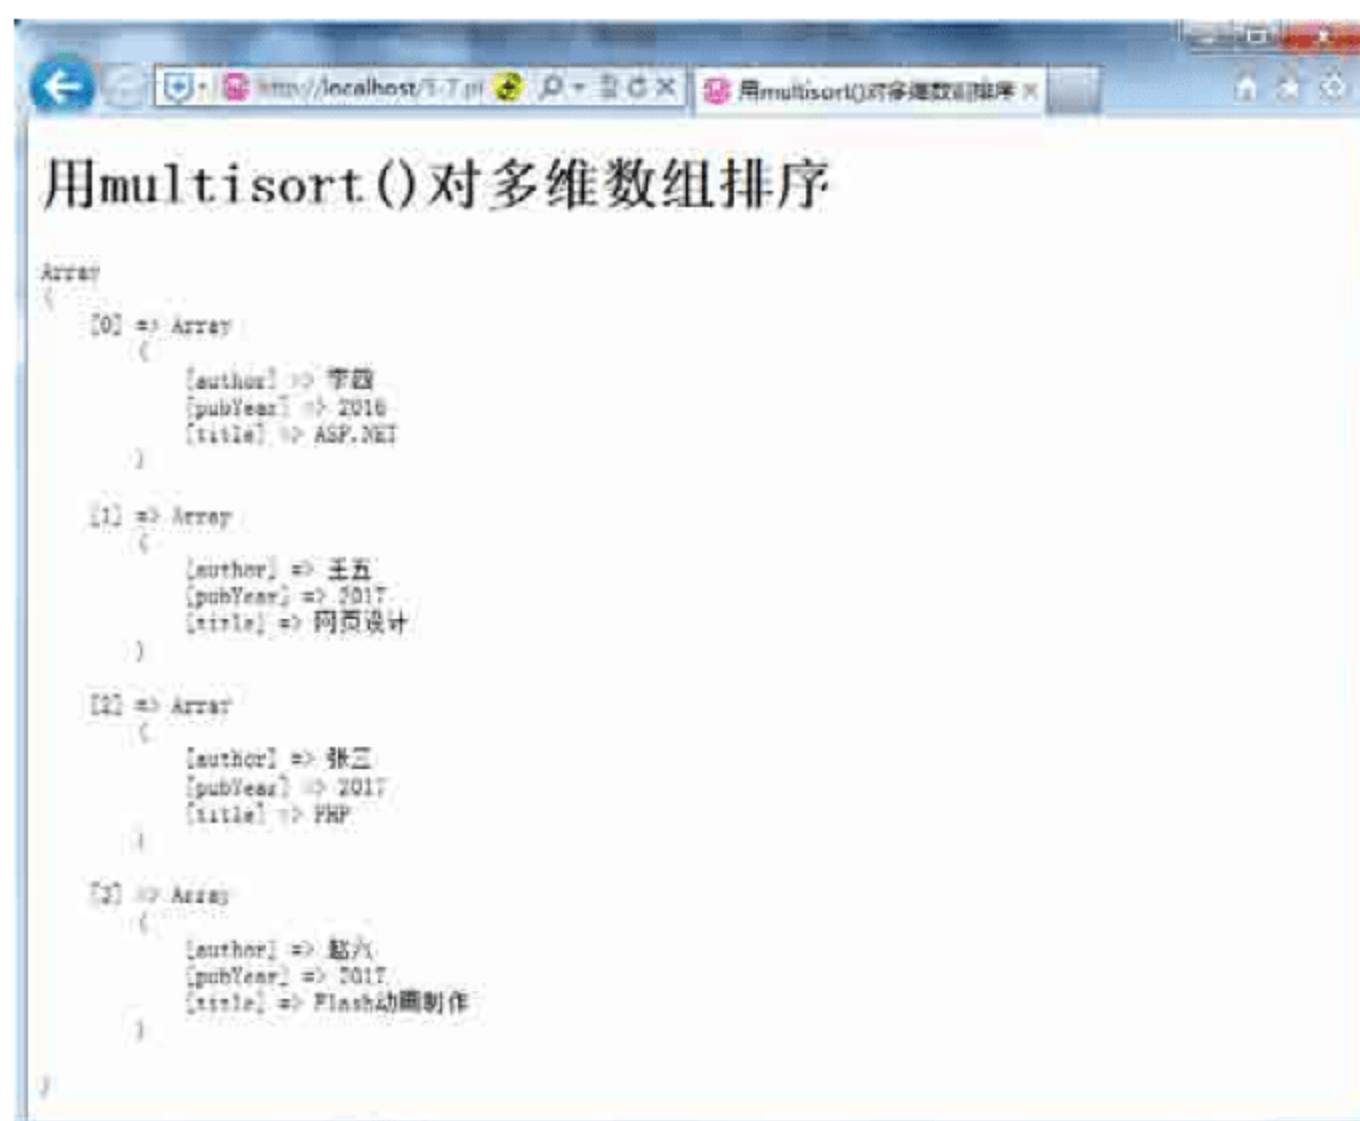 http://localhost/5-7.p
用multisort()对多维数组排序
用multisort()对多维数组排序
Array
(
[0] => Array
(
[author] => 李四
[pubYear] => 2016
[title] => ASP.NET
)
[1] => Array
(
[author] => 王五
[pubYear] => 2017
[title] => 网页设计
)
[2] => Array
(
[author] => 张三
[pubYear] => 2017
[title] => PHP
)
[3] => Array
(
[author] => 赵六
[pubYear] => 2017
[title] => Flash动画制作
)
)